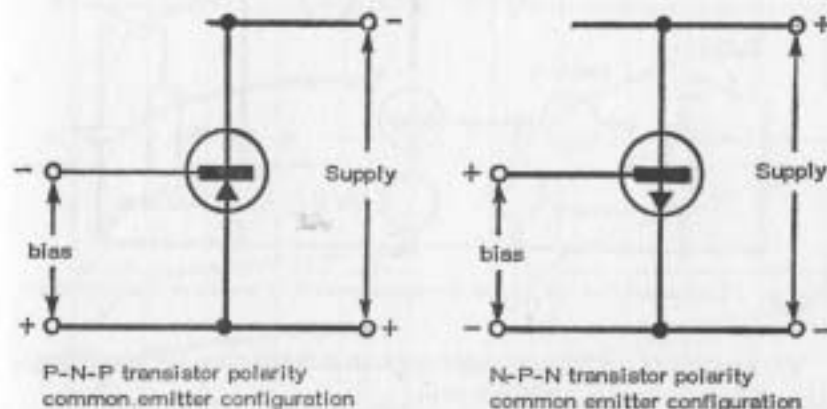 -
+
-
Supply
+
Supply
bias
bias
+
+
-
-
P-N-P transistor polarity
common emitter configuration
N-P-N transistor polarity
common emitter configuration